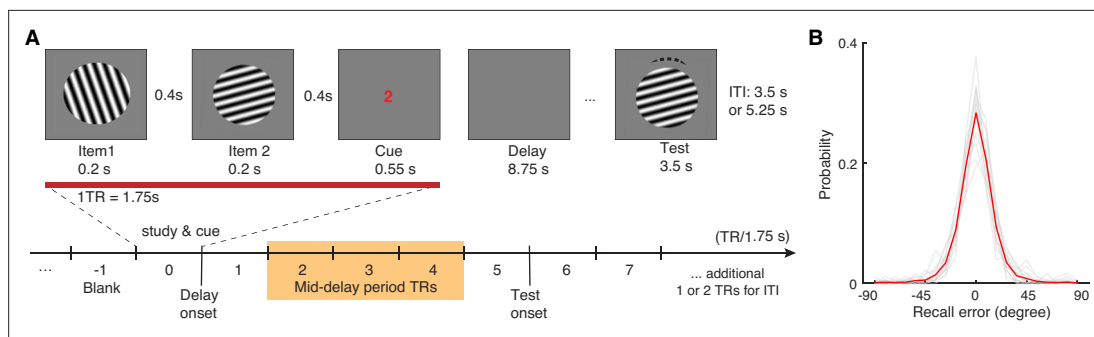 A
0.4s
0.4s
2
...
ITI: 3.5 s
or 5.25 s
Item1
0.2 s
Item 2
0.2 s
Cue
0.55 s
Delay
8.75 s
Test
3.5 s
1TR = 1.75s
study & cue
(TR/1.75 s)
...
-1
0
1
2
3
4
5
6
7
... additional
1 or 2 TRs for ITI
Blank
Delay
onset
Mid-delay period TRs
Test
onset
B
0.4
0.2
0
Probability
-90
-45
0
45
90
Recall error (degree)